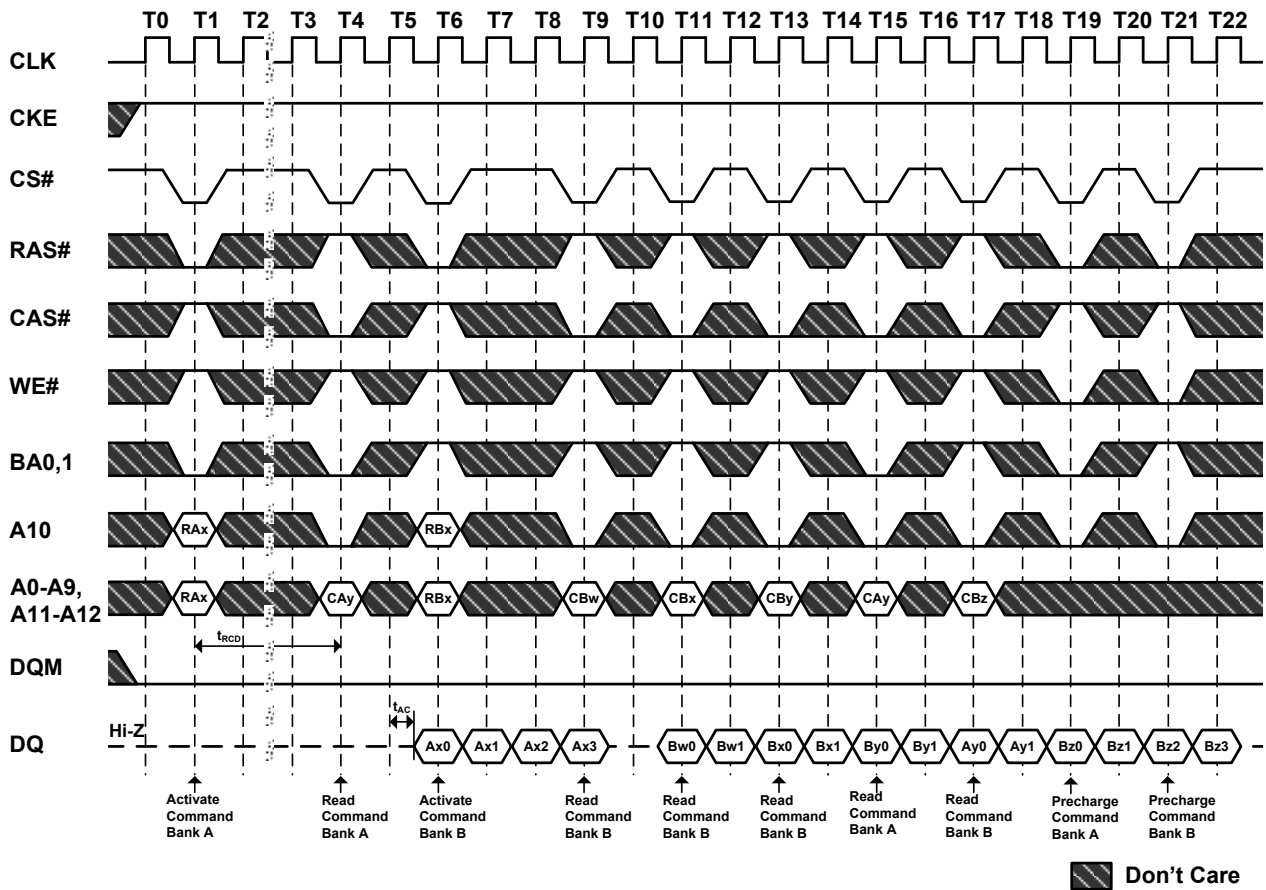 T0 T1 T2 T3 T4 T5 T6 T7 T8 T9 T10 T11 T12 T13 T14 T15 T16 T17 T18 T19 T20 T21 T22
CLK
CKE
CS#
RAS#
CAS#
WE#
BA0,1
A10 RAx RBx
A0-A9,
A11-A12 RAx CAy RBx CBw CBx CBy CAy CBz
tRCD
DQM
tAC
Hi-Z
DQ Ax0 Ax1 Ax2 Ax3 Bw0 Bw1 Bx0 Bx1 By0 By1 Ay0 Ay1 Bz0 Bz1 Bz2 Bz3
Activate Command Bank A
Read Command Bank A
Activate Command Bank B
Read Command Bank B
Read Command Bank B
Read Command Bank B
Read Command Bank A
Read Command Bank B
Precharge Command Bank A
Precharge Command Bank B
Don't Care